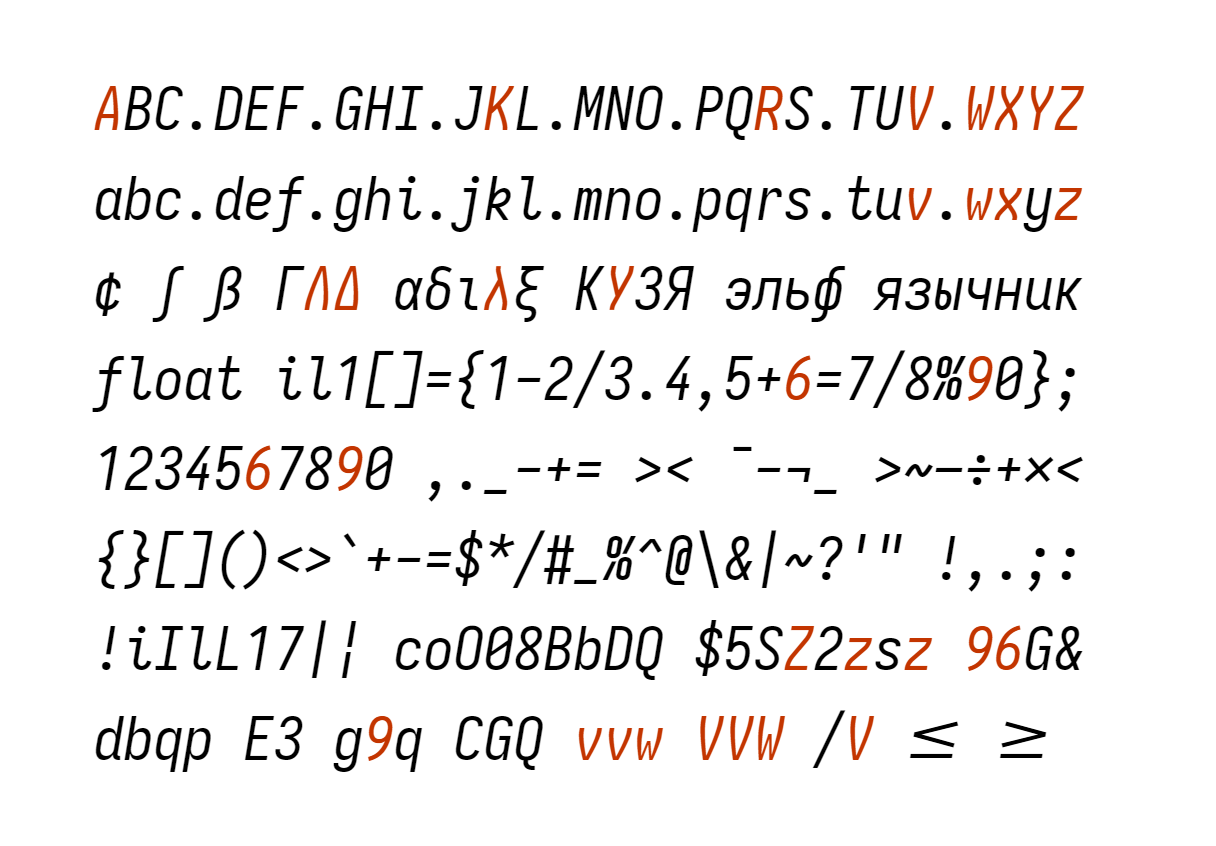 ABC.DEF.GHI.JKL.MNO.PQRS.TUV.WXYZ
abc.def.ghi.jkl.mno.pqrs.tuv.wxyz
¢ ∫ ß ΓΛΔ αδιλξ КУЗЯ эльф язычник
float il1[]={1-2/3.4,5+6=7/8%90};
1234567890 ,._-+= >< ¯-¬_ >~–÷+×<
{}[]()<>`+-=$*/#_%^@\&|~?'" !,.;:
!iIlL17|¦ coO08BbDQ $5SZ2zsz 96G&
dbqp E3 g9q CGQ vvw VVW /V ≤ ≥